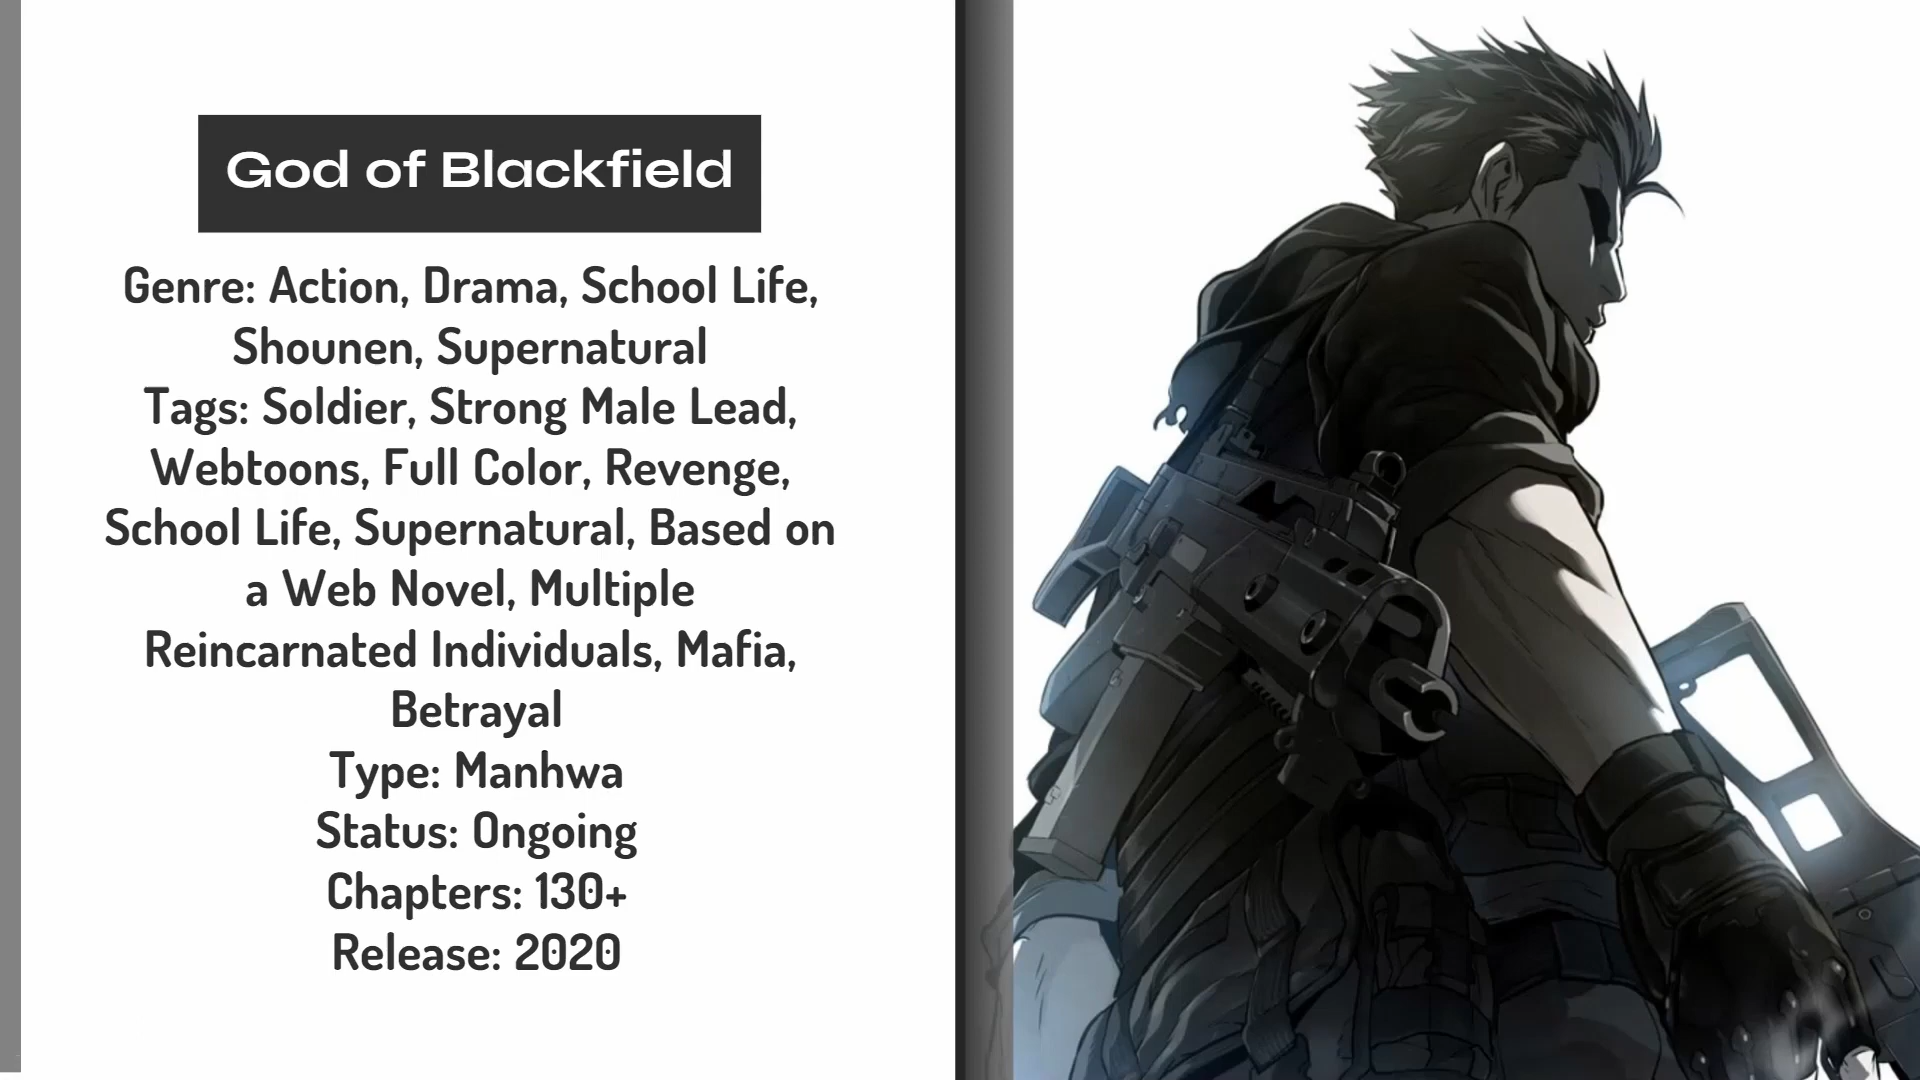 God of Blackfield
Genre: Action, Drama, School Life,
Shounen, Supernatural
Tags: Soldier, Strong Male Lead,
Webtoons, Full Color, Revenge,
School Life, Supernatural, Based on
a Web Novel, Multiple
Reincarnated Individuals, Mafia,
Betrayal
Type: Manhwa
Status: Ongoing
Chapters: 130+
Release: 2020